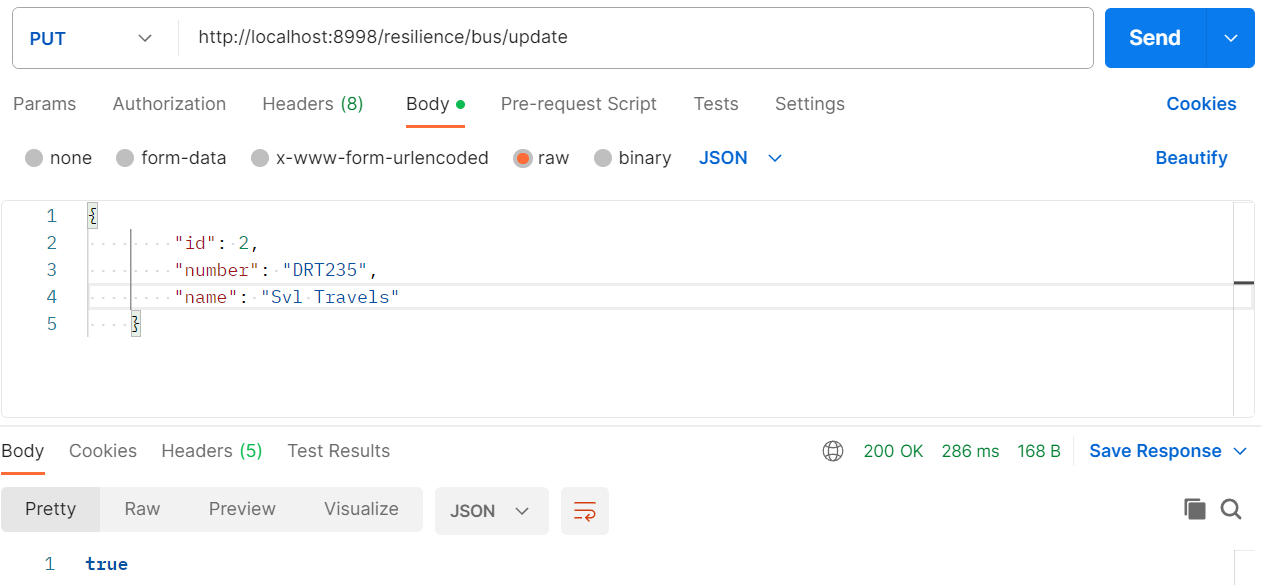 PUT http://localhost:8998/resilience/bus/update Send
Params Authorization Headers (8) Body Pre-request Script Tests Settings Cookies
none form-data x-www-form-urlencoded raw binary JSON Beautify
1 {
2 "id": 2,
3 "number": "DRT235",
4 "name": "Svl Travels"
5 }
Body Cookies Headers (5) Test Results 200 OK 286 ms 168 B Save Response
Pretty Raw Preview Visualize JSON
1 true